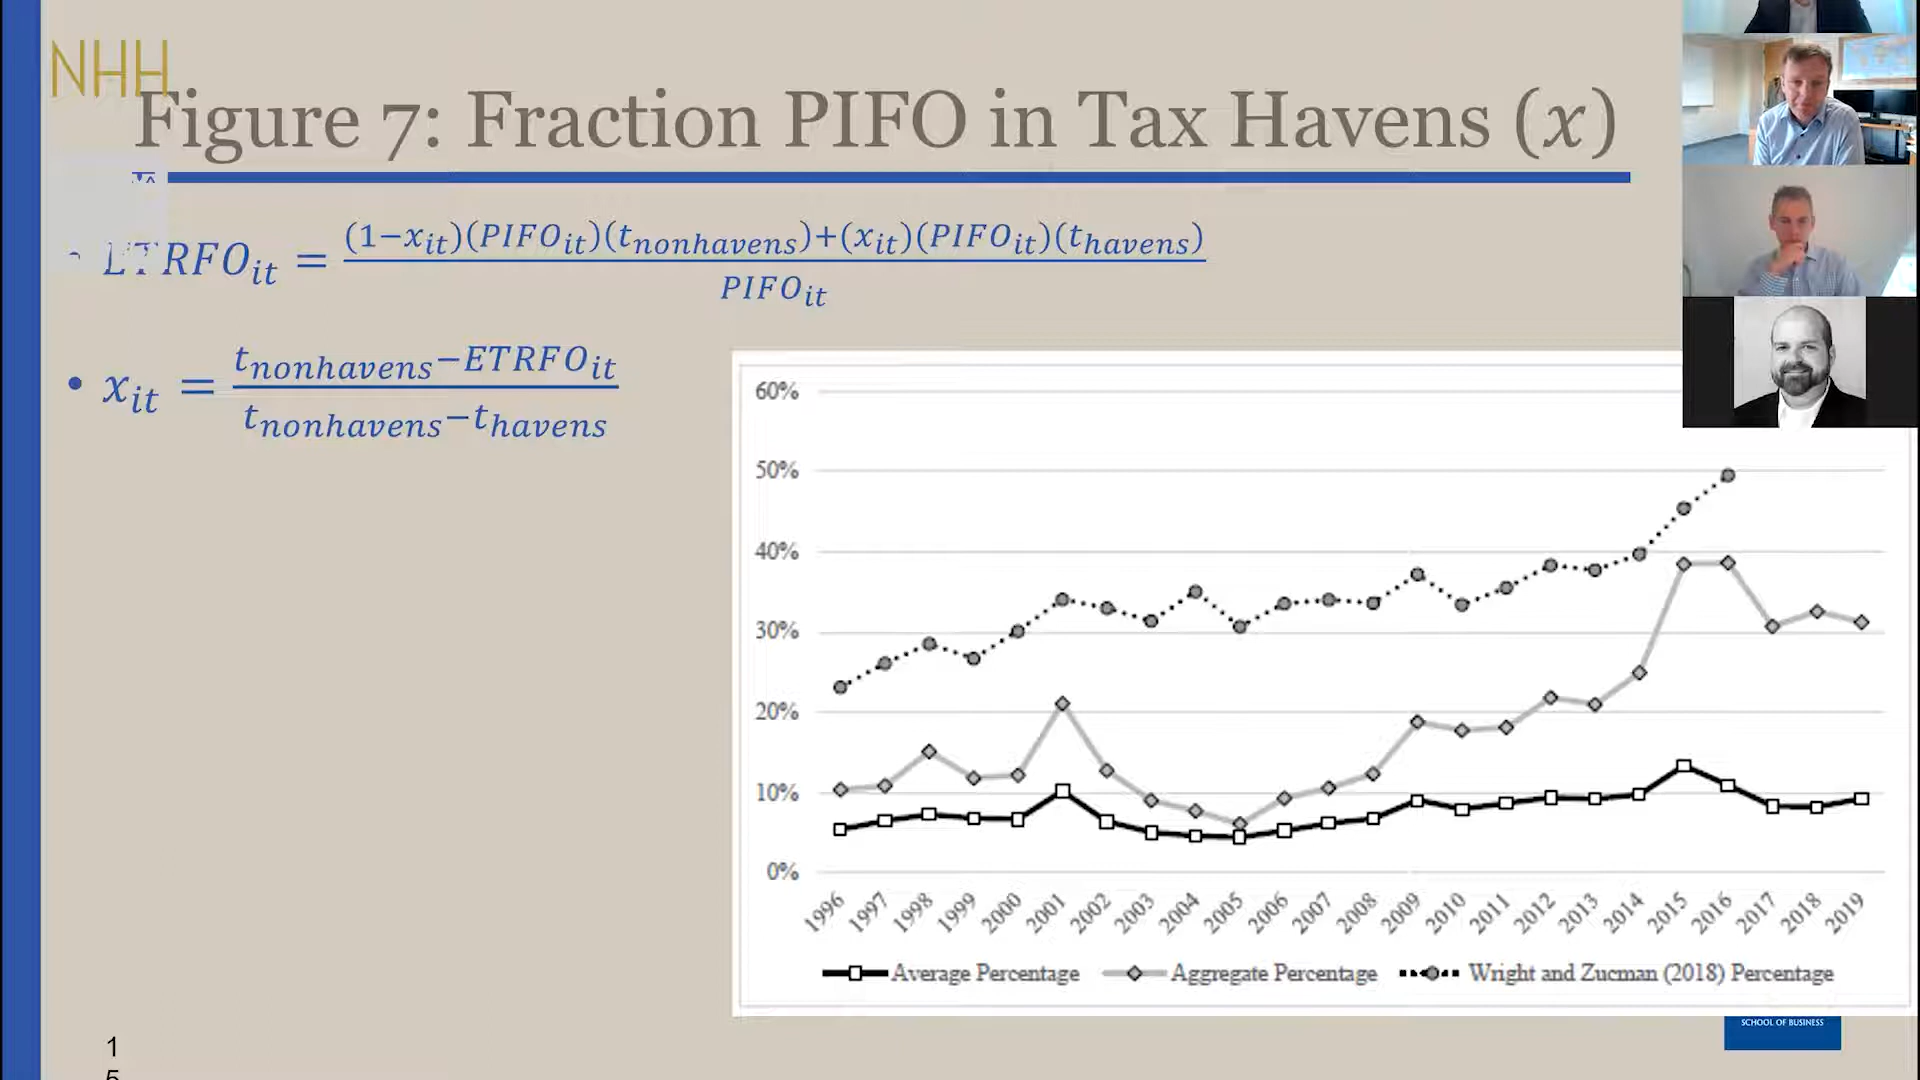 NHH
Figure 7: Fraction PIFO in Tax Havens (x)
ETRFO_it = (1−x_it)(PIFO_it)(t_nonhavens)+(x_it)(PIFO_it)(t_havens) / PIFO_it
• x_it = t_nonhavens−ETRFO_it / t_nonhavens−t_havens
60%
50%
40%
30%
20%
10%
0%
1996 1997 1998 1999 2000 2001 2002 2003 2004 2005 2006 2007 2008 2009 2010 2011 2012 2013 2014 2015 2016 2017 2018 2019
Average Percentage Aggregate Percentage Wright and Zucman (2018) Percentage
SCHOOL OF BUSINESS
1
5